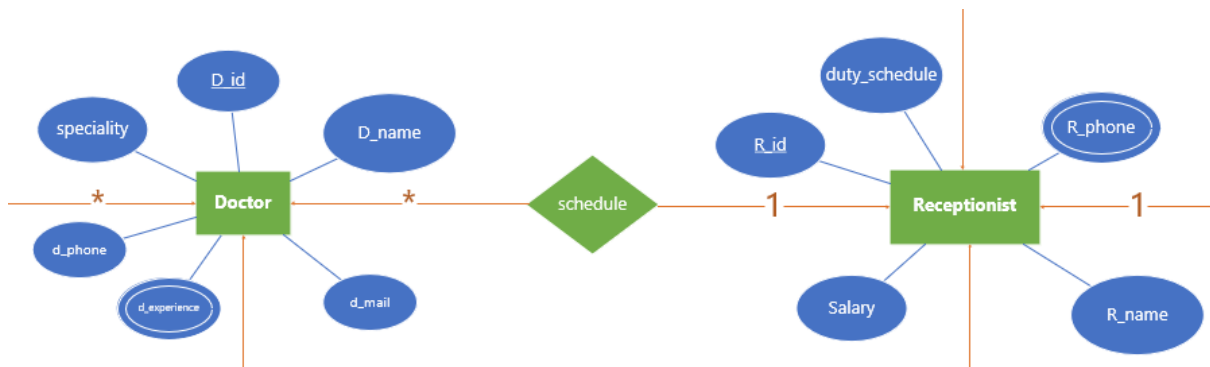 D_id
speciality
D_name
*
Doctor
*
d_phone
d_experience
d_mail
schedule
duty_schedule
R_id
R_phone
1
Receptionist
1
Salary
R_name